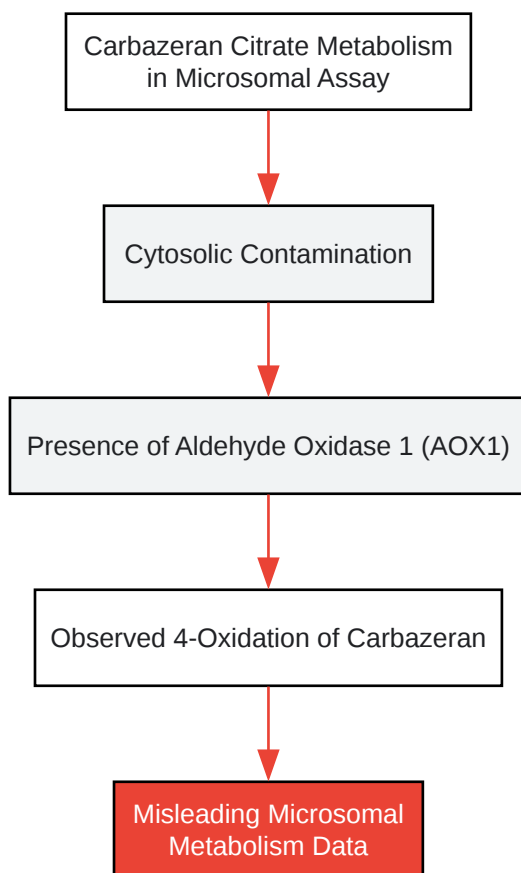 Carbazeran Citrate Metabolism
in Microsomal Assay
Cytosolic Contamination
Presence of Aldehyde Oxidase 1 (AOX1)
Observed 4-Oxidation of Carbazeran
Misleading Microsomal
Metabolism Data